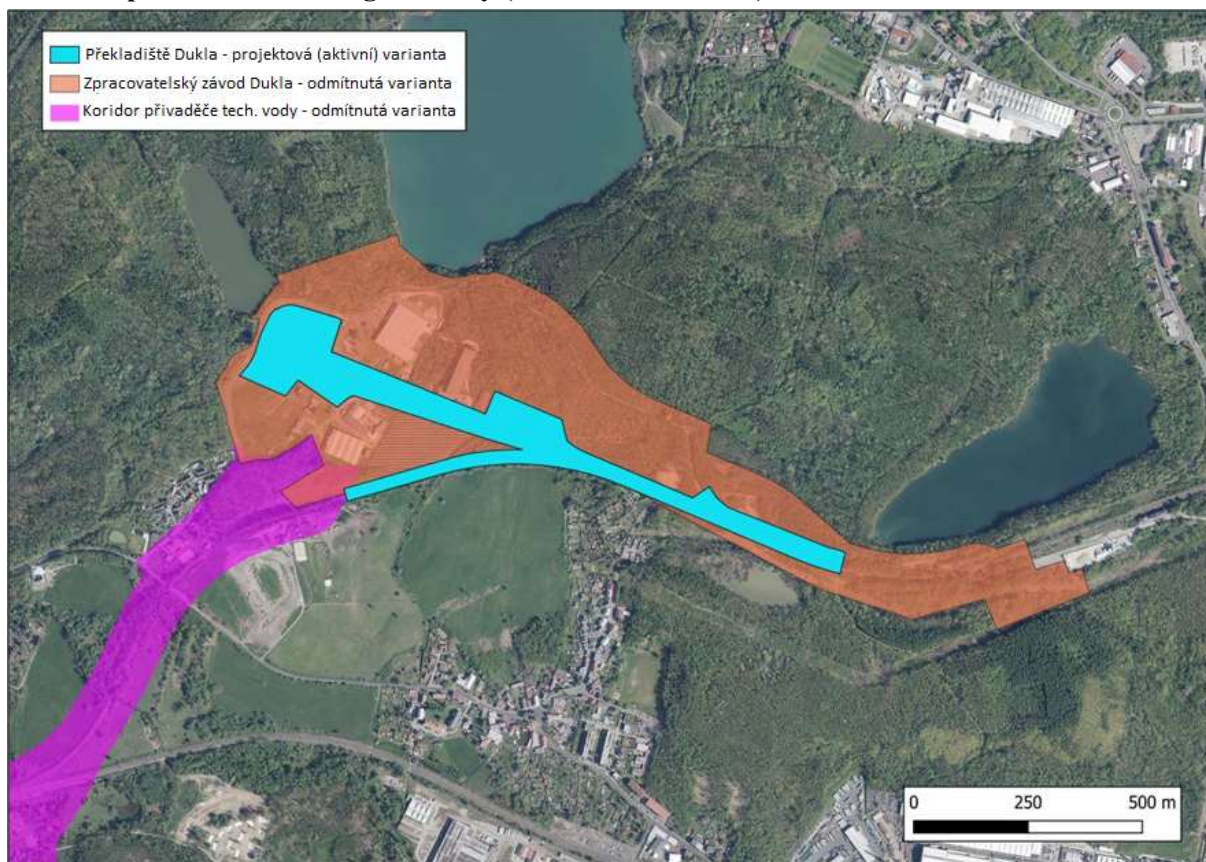 Překladiště Dukla - projektová (aktivní) varianta
Zpracovatelský závod Dukla - odmítnutá varianta
Koridor přivaděče tech. vody - odmítnutá varianta
0 250 500 m